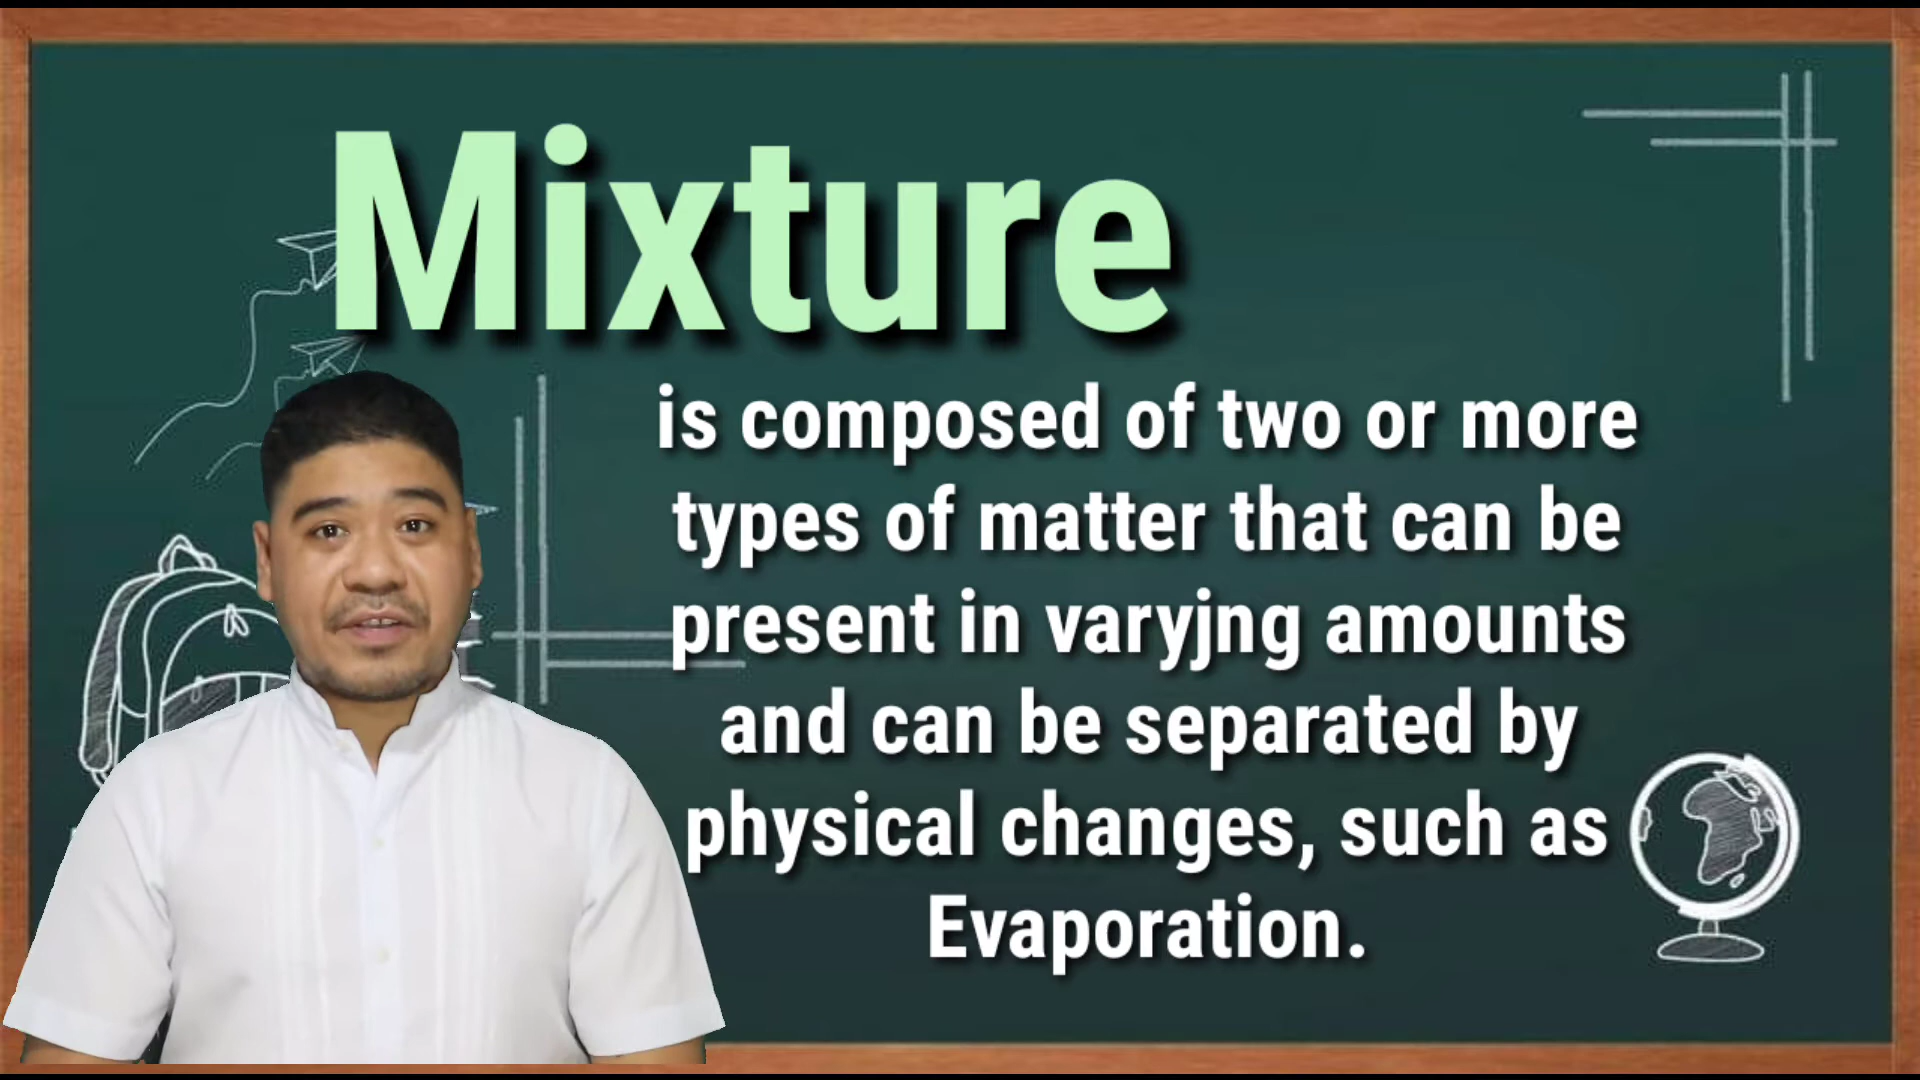 Mixture
is composed of two or more
types of matter that can be
present in varyjng amounts
and can be separated by
physical changes, such as
Evaporation.